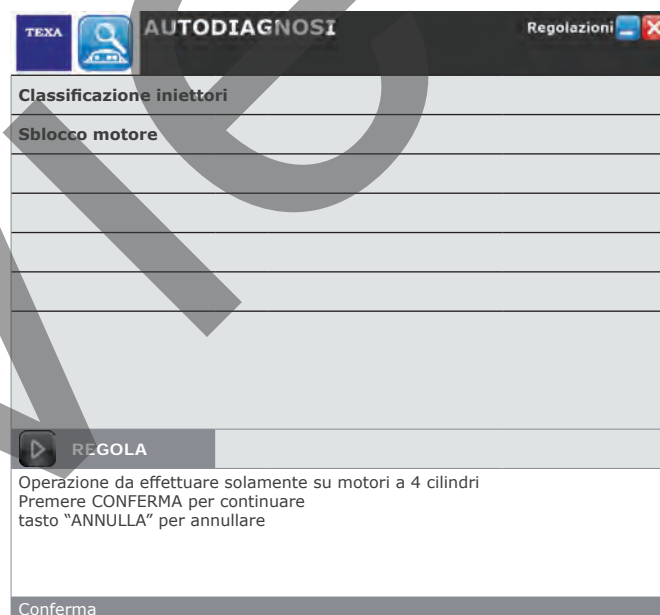 TEXA
AUTODIAGNOSI
Regolazioni
Classificazione iniettori
Sblocco motore
REGOLA
Operazione da effettuare solamente su motori a 4 cilindri
Premere CONFERMA per continuare
tasto “ANNULLA” per annullare
Conferma